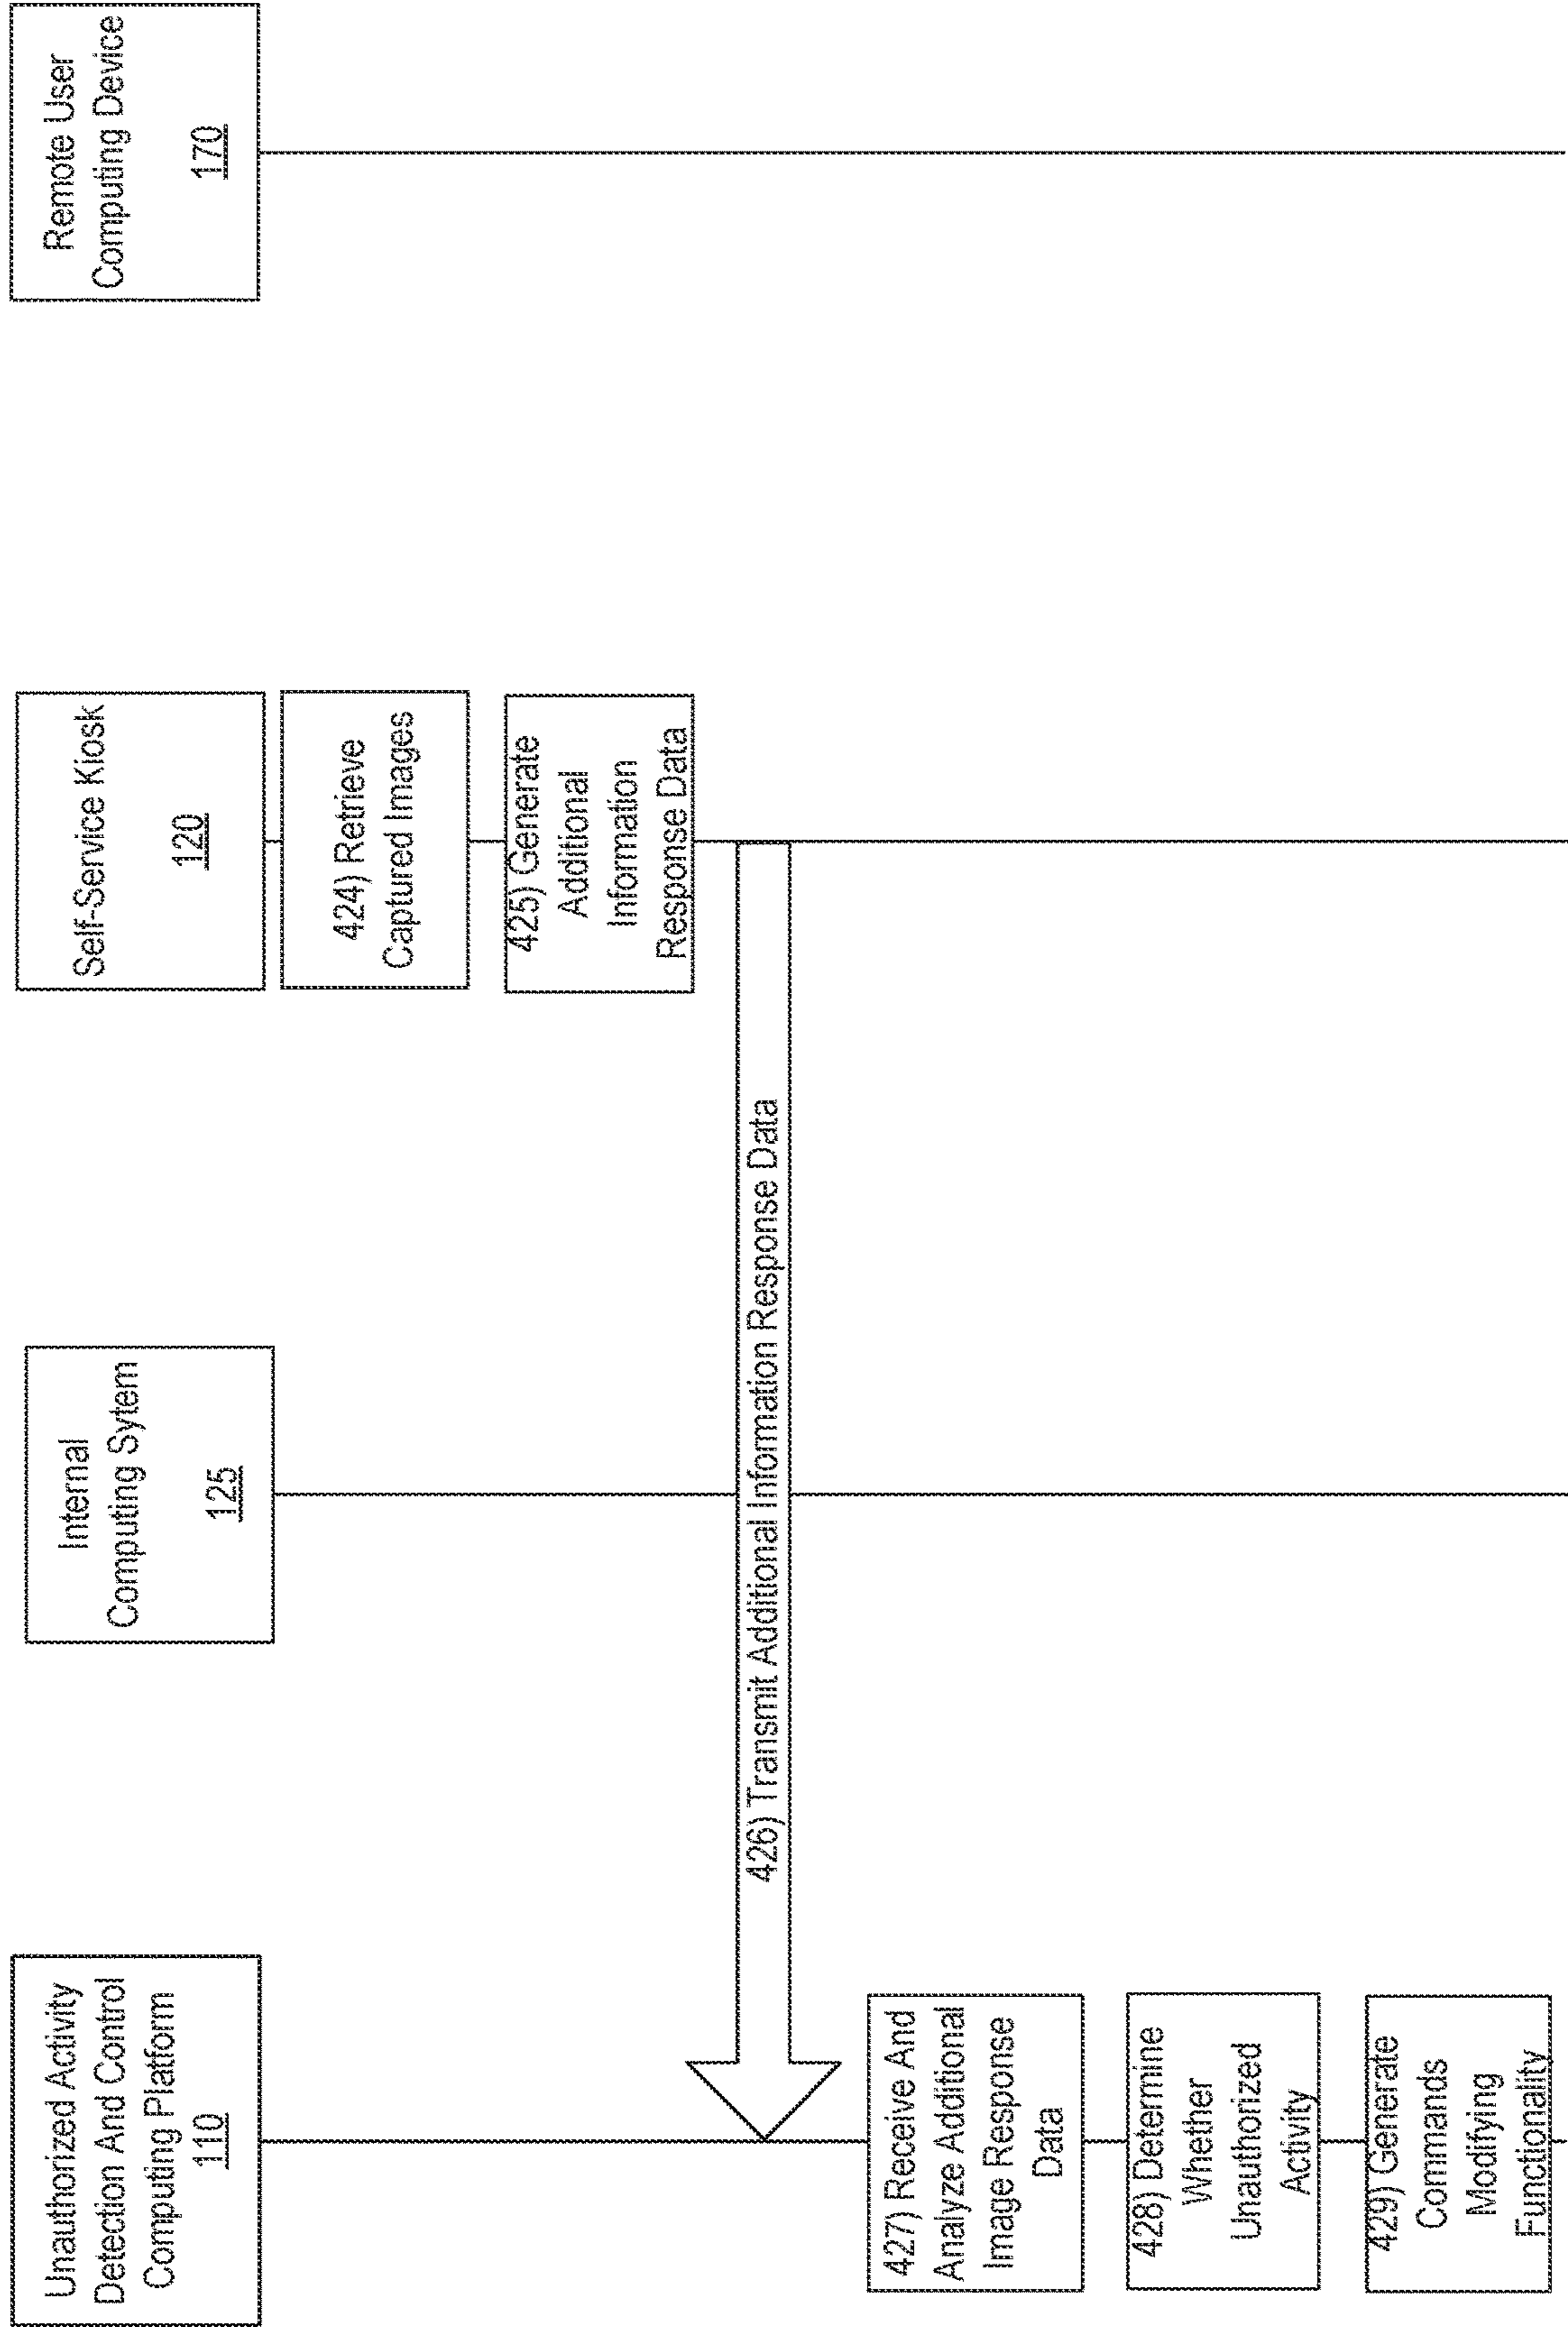 Unauthorized Activity
Detection And Control
Computing Platform
110
Internal
Computing Sytem
125
Self-Service Kiosk
120
Remote User
Computing Device
170
424) Retrieve
Captured Images
425) Generate
Additional
Information
Response Data
426) Transmit Additional Information Response Data
427) Receive And
Analyze Additional
Image Response
Data
428) Determine
Whether
Unauthorized
Activity
429) Generate
Commands
Modifying
Functionality